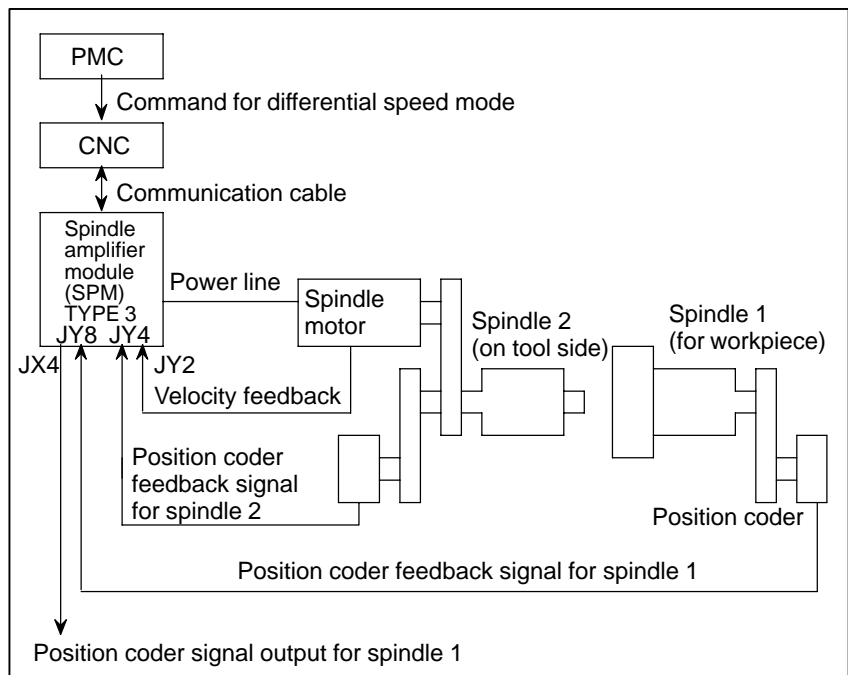 PMC
Command for differential speed mode
CNC
Communication cable
Spindle
amplifier
module
(SPM)
TYPE 3
JY8 JY4
JX4
JY2
Power line
Spindle
motor
Velocity feedback
Spindle 2
(on tool side)
Spindle 1
(for workpiece)
Position coder
feedback signal
for spindle 2
Position coder
Position coder feedback signal for spindle 1
Position coder signal output for spindle 1